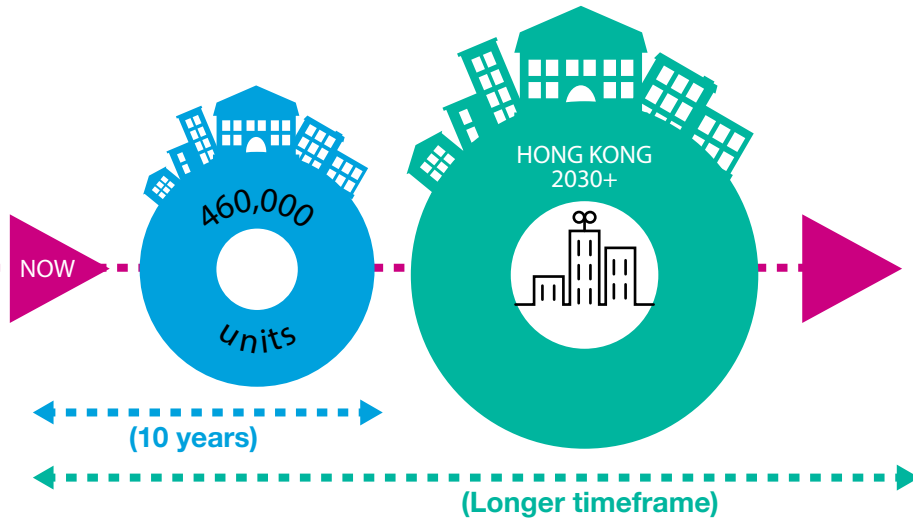 HONG KONG
2030+
460,000
units
NOW
(10 years)
(Longer timeframe)